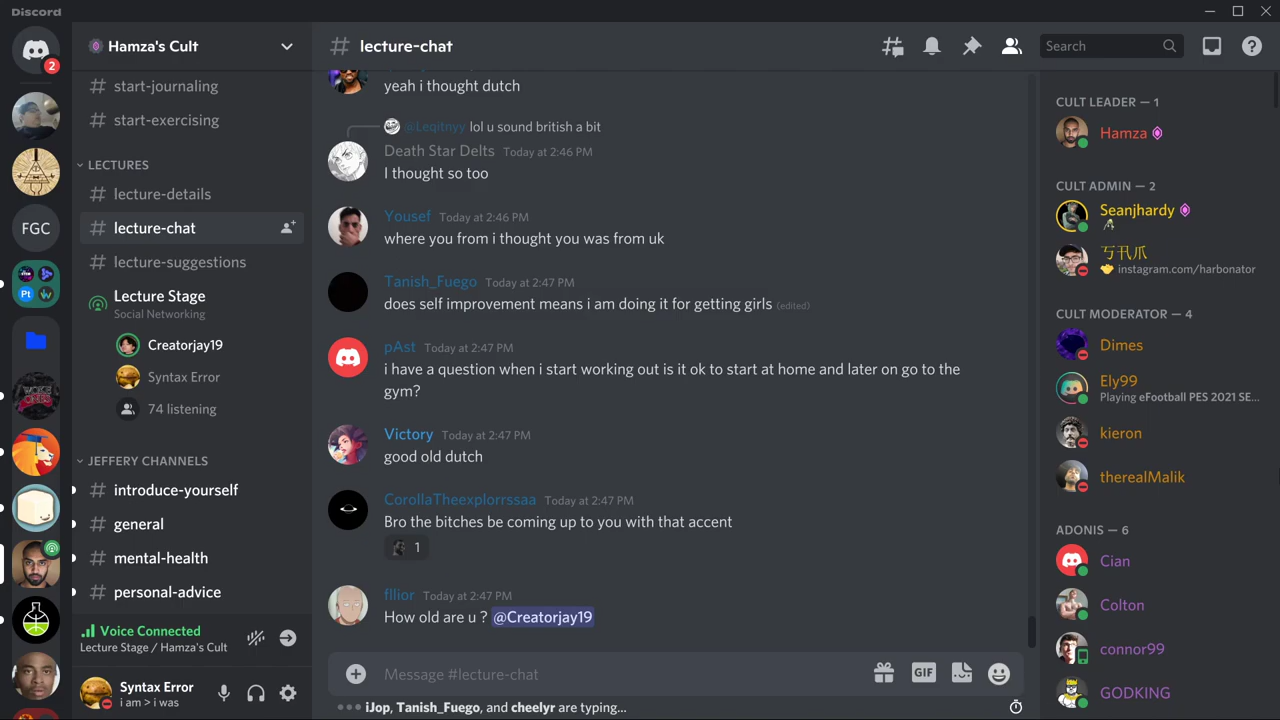 Discord
2
FGC
Hamza's Cult
start-journaling
start-exercising
LECTURES
lecture-details
lecture-chat
lecture-suggestions
Lecture Stage
Social Networking
Creatorjay19
Syntax Error
74 listening
JEFFERY CHANNELS
introduce-yourself
general
mental-health
personal-advice
Voice Connected
Lecture Stage / Hamza's Cult
Syntax Error
i am > i was
lecture-chat
Search
yeah i thought dutch
@Leqitnyy lol u sound british a bit
Death Star Delts Today at 2:46 PM
I thought so too
Yousef Today at 2:46 PM
where you from i thought you was from uk
Tanish_Fuego Today at 2:47 PM
does self improvement means i am doing it for getting girls (edited)
pAst Today at 2:47 PM
i have a question when i start working out is it ok to start at home and later on go to the
gym?
Victory Today at 2:47 PM
good old dutch
CorollaTheexplorrssaa Today at 2:47 PM
Bro the bitches be coming up to you with that accent
1
fllior Today at 2:47 PM
How old are u ? @Creatorjay19
Message #lecture-chat
GIF
iJop, Tanish_Fuego, and cheelyr are typing...
CULT LEADER — 1
Hamza
CULT ADMIN — 2
Seanjhardy
instagram.com/harbonator
CULT MODERATOR — 4
Dimes
Ely99
Playing eFootball PES 2021 SE...
kieron
therealMalik
ADONIS — 6
Cian
Colton
connor99
GODKING